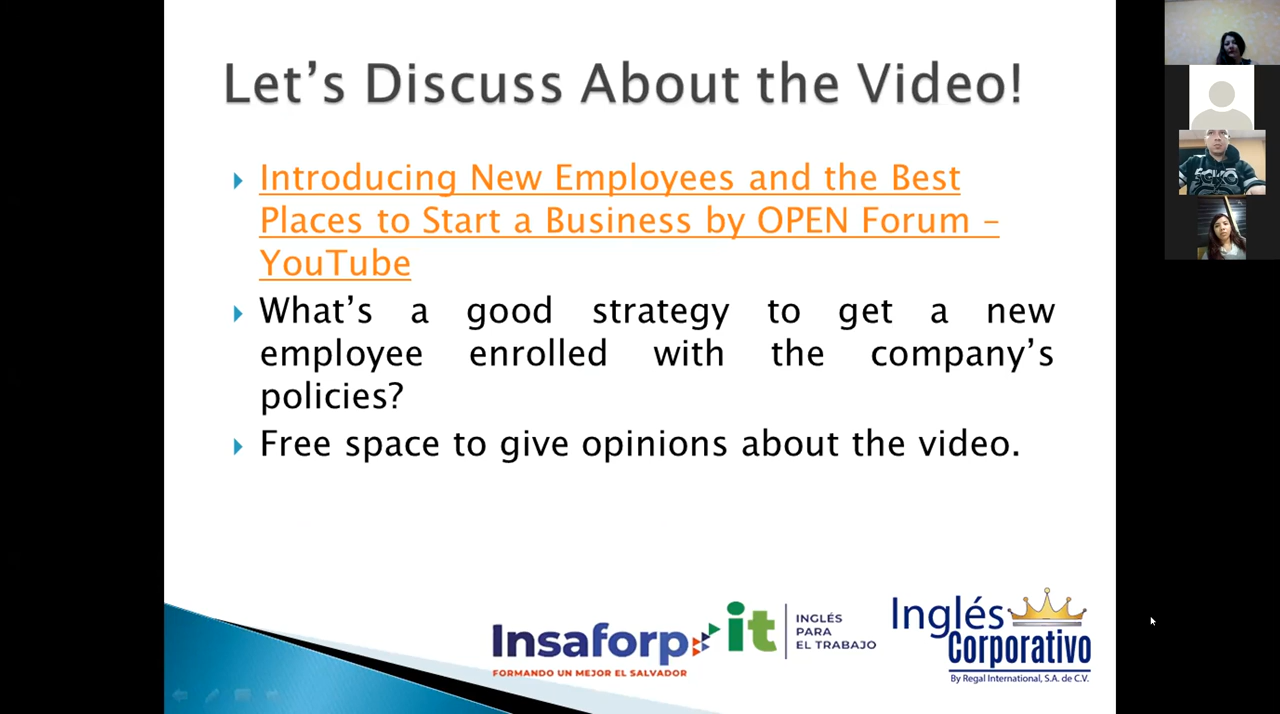 Let's Discuss About the Video!
Introducing New Employees and the Best
Places to Start a Business by OPEN Forum –
YouTube
What's a good strategy to get a new
employee enrolled with the company's
policies?
Free space to give opinions about the video.
Insaforp
FORMANDO UN MEJOR EL SALVADOR
it
INGLÉS
PARA
EL TRABAJO
Inglés
Corporativo
By Regal International, S.A. de C.V.